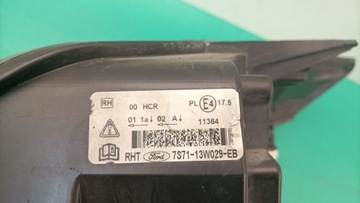 RH 00 HCR PL E4 17.5
01 1a↓ 02 A↓ 11364
RHT Ford 7S71-13W029-EB